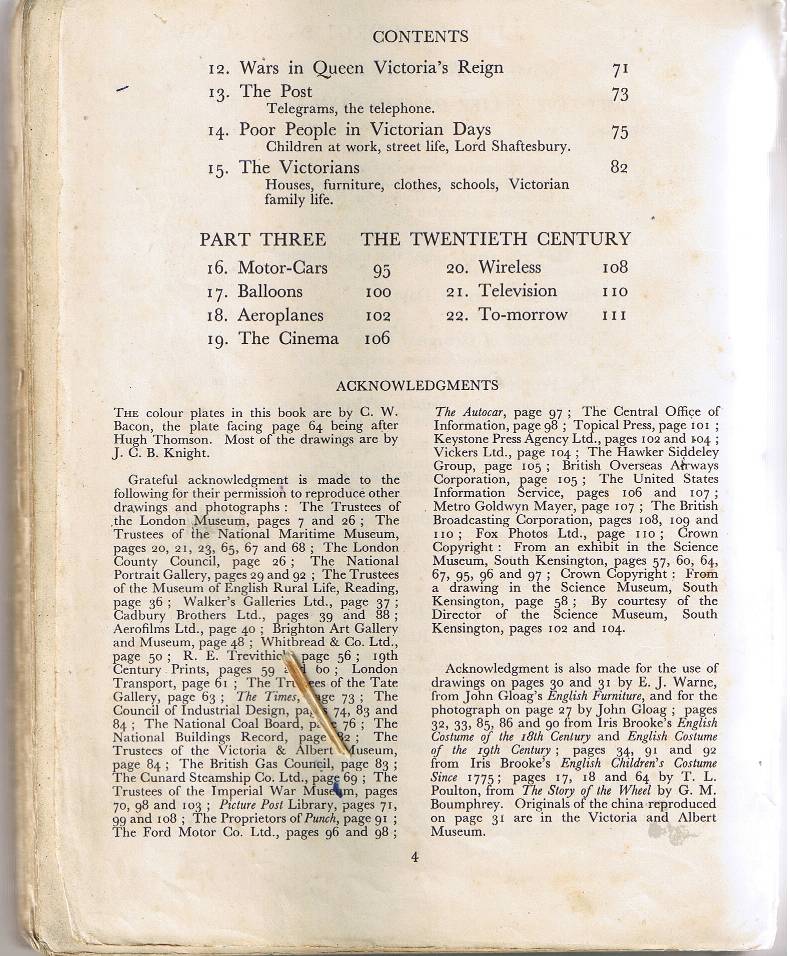 CONTENTS
12. Wars in Queen Victoria's Reign 71
13. The Post 73
Telegrams, the telephone.
14. Poor People in Victorian Days 75
Children at work, street life, Lord Shaftesbury.
15. The Victorians 82
Houses, furniture, clothes, schools, Victorian
family life.
PART THREE THE TWENTIETH CENTURY
16. Motor-Cars 95
17. Balloons 100
18. Aeroplanes 102
19. The Cinema 106
20. Wireless 108
21. Television 110
22. To-morrow 111
ACKNOWLEDGMENTS
THE colour plates in this book are by C. W.
Bacon, the plate facing page 64 being after
Hugh Thomson. Most of the drawings are by
J. C. B. Knight.
Grateful acknowledgment is made to the
following for their permission to reproduce other
drawings and photographs : The Trustees of
the London Museum, pages 7 and 26 ; The
Trustees of the National Maritime Museum,
pages 20, 21, 23, 65, 67 and 68 ; The London
County Council, page 26 ; The National
Portrait Gallery, pages 29 and 92 ; The Trustees
of the Museum of English Rural Life, Reading,
page 36 ; Walker's Galleries Ltd., page 37 ;
Cadbury Brothers Ltd., pages 39 and 88 ;
Aerofilms Ltd., page 40 ; Brighton Art Gallery
and Museum, page 48 ; Whitbread & Co. Ltd.,
page 50 ; R. E. Trevithic page 56 ; 19th
Century Prints, pages 59 and 60 ; London
Transport, page 61 ; The Trustees of the Tate
Gallery, page 63 ; The Times, page 73 ; The
Council of Industrial Design, pages 74, 83 and
84 ; The National Coal Board, page 76 ; The
National Buildings Record, page 82 ; The
Trustees of the Victoria & Albert Museum,
page 84 ; The British Gas Council, page 83 ;
The Cunard Steamship Co. Ltd., page 69 ; The
Trustees of the Imperial War Museum, pages
70, 98 and 103 ; Picture Post Library, pages 71,
99 and 108 ; The Proprietors of Punch, page 91 ;
The Ford Motor Co. Ltd., pages 96 and 98 ;
The Autocar, page 97 ; The Central Office of
Information, page 98 ; Topical Press, page 101 ;
Keystone Press Agency Ltd., pages 102 and 104 ;
Vickers Ltd., page 104 ; The Hawker Siddeley
Group, page 105 ; British Overseas Airways
Corporation, page 105 ; The United States
Information Service, pages 106 and 107 ;
Metro Goldwyn Mayer, page 107 ; The British
Broadcasting Corporation, pages 108, 109 and
110 ; Fox Photos Ltd., page 110 ; Crown
Copyright : From an exhibit in the Science
Museum, South Kensington, pages 57, 60, 64,
67, 95, 96 and 97 ; Crown Copyright : From
a drawing in the Science Museum, South
Kensington, page 58 ; By courtesy of the
Director of the Science Museum, South
Kensington, pages 102 and 104.
Acknowledgment is also made for the use of
drawings on pages 30 and 31 by E. J. Warne,
from John Gloag's English Furniture, and for the
photograph on page 27 by John Gloag ; pages
32, 33, 85, 86 and 90 from Iris Brooke's English
Costume of the 18th Century and English Costume
of the 19th Century ; pages 34, 91 and 92
from Iris Brooke's English Children's Costume
Since 1775 ; pages 17, 18 and 64 by T. L.
Poulton, from The Story of the Wheel by G. M.
Boumphrey. Originals of the china reproduced
on page 31 are in the Victoria and Albert
Museum.
4